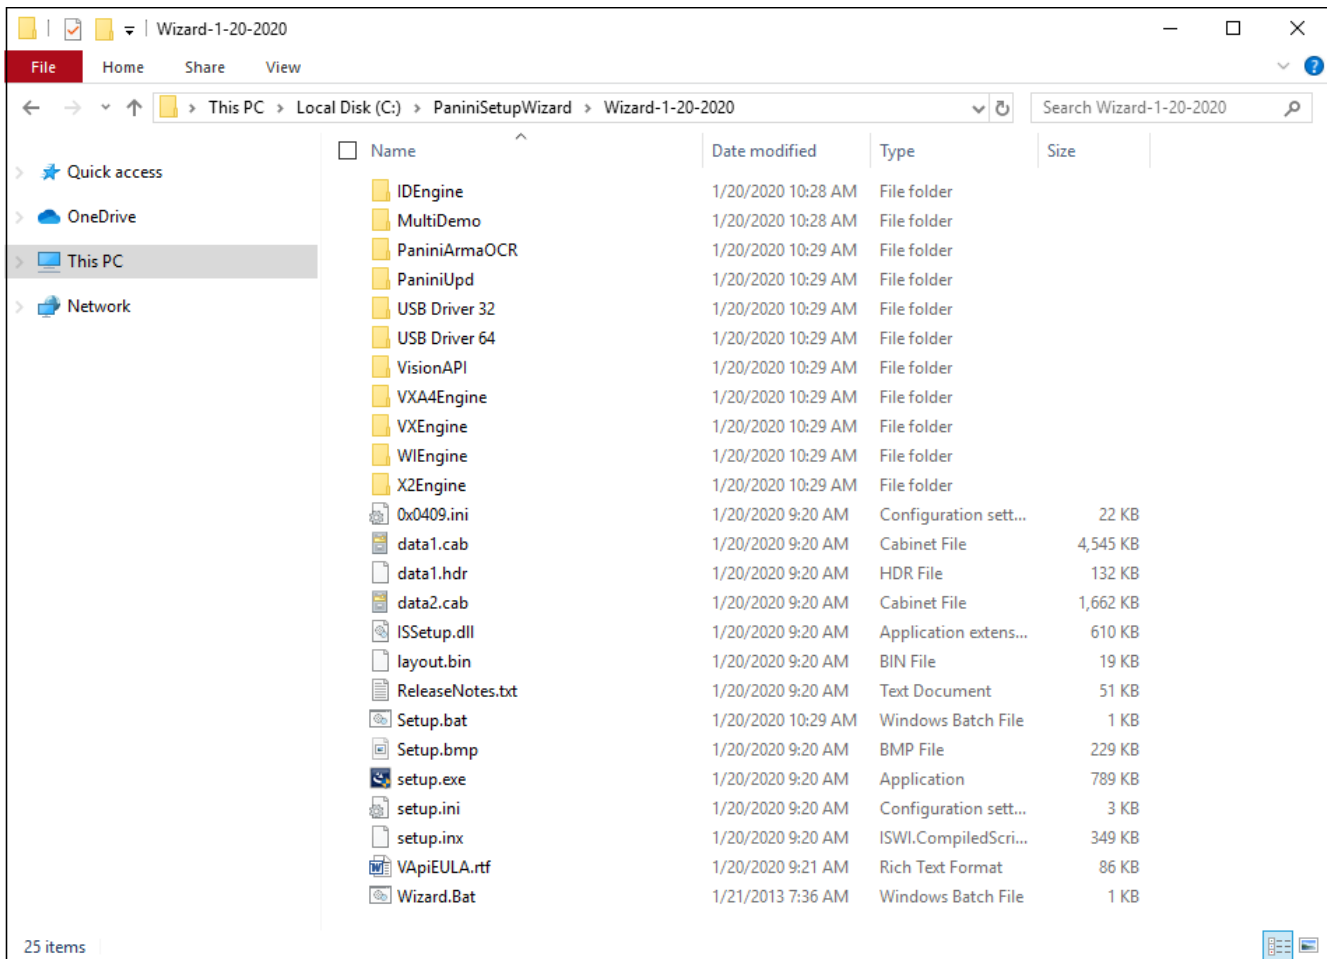 Wizard-1-20-2020
File Home Share View
This PC Local Disk (C:) PaniniSetupWizard Wizard-1-20-2020 Search Wizard-1-20-2020
Name Date modified Type Size
Quick access
OneDrive
This PC
Network
IDEngine 1/20/2020 10:28 AM File folder
MultiDemo 1/20/2020 10:28 AM File folder
PaniniArmaOCR 1/20/2020 10:29 AM File folder
PaniniUpd 1/20/2020 10:29 AM File folder
USB Driver 32 1/20/2020 10:29 AM File folder
USB Driver 64 1/20/2020 10:29 AM File folder
VisionAPI 1/20/2020 10:29 AM File folder
VXA4Engine 1/20/2020 10:29 AM File folder
VXEngine 1/20/2020 10:29 AM File folder
WIEngine 1/20/2020 10:29 AM File folder
X2Engine 1/20/2020 10:29 AM File folder
0x0409.ini 1/20/2020 9:20 AM Configuration sett... 22 KB
data1.cab 1/20/2020 9:20 AM Cabinet File 4,545 KB
data1.hdr 1/20/2020 9:20 AM HDR File 132 KB
data2.cab 1/20/2020 9:20 AM Cabinet File 1,662 KB
ISSetup.dll 1/20/2020 9:20 AM Application extens... 610 KB
layout.bin 1/20/2020 9:20 AM BIN File 19 KB
ReleaseNotes.txt 1/20/2020 9:20 AM Text Document 51 KB
Setup.bat 1/20/2020 10:29 AM Windows Batch File 1 KB
Setup.bmp 1/20/2020 9:20 AM BMP File 229 KB
setup.exe 1/20/2020 9:20 AM Application 789 KB
setup.ini 1/20/2020 9:20 AM Configuration sett... 3 KB
setup.inx 1/20/2020 9:20 AM ISWI.CompiledScri... 349 KB
VApiEULA.rtf 1/20/2020 9:21 AM Rich Text Format 86 KB
Wizard.Bat 1/21/2013 7:36 AM Windows Batch File 1 KB
25 items